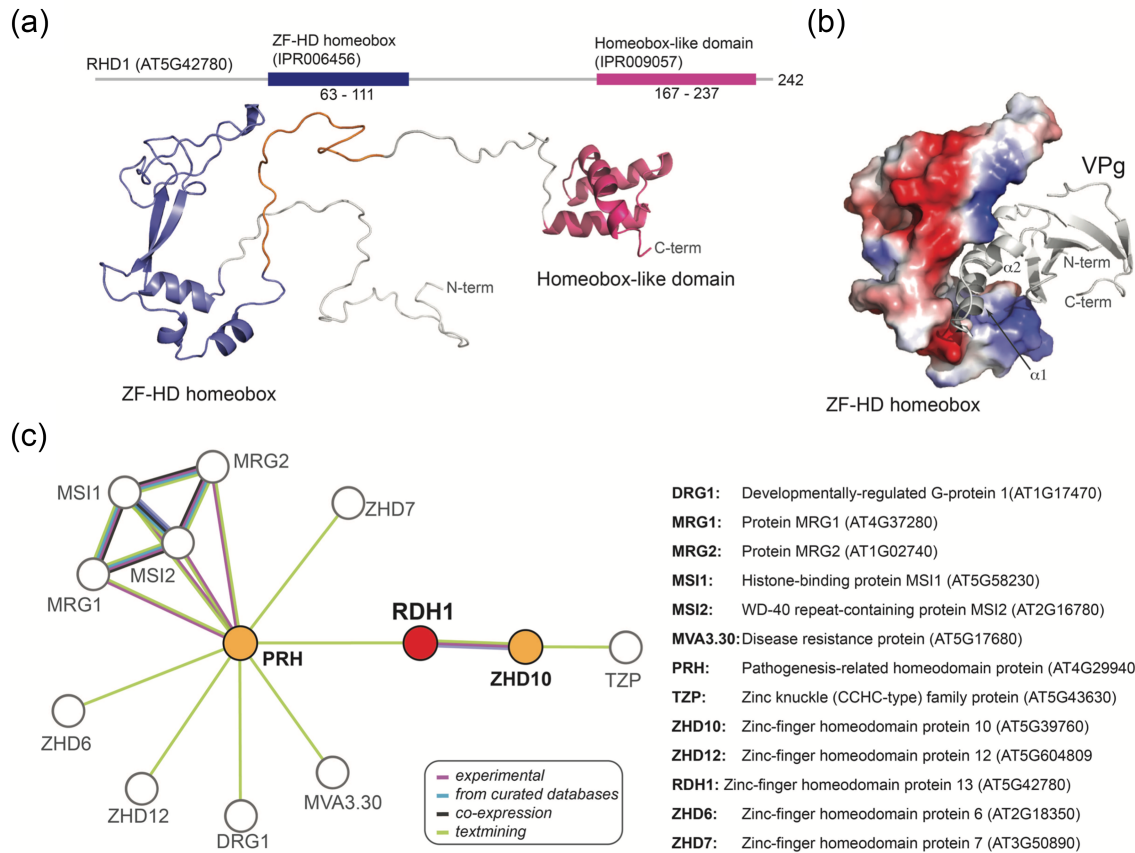 (a)
ZF-HD homeobox
(IPR006456)
Homeobox-like domain
(IPR009057)
RHD1 (AT5G42780)
242
63 - 111
167 - 237
C-term
N-term
Homeobox-like domain
ZF-HD homeobox
(b)
VPg
α2
N-term
C-term
α1
ZF-HD homeobox
(c)
MRG2
MSI1
ZHD7
MSI2
MRG1
RDH1
PRH
ZHD10
TZP
ZHD6
ZHD12
DRG1
MVA3.30
experimental
from curated databases
co-expression
textmining
DRG1: Developmentally-regulated G-protein 1(AT1G17470)
MRG1: Protein MRG1 (AT4G37280)
MRG2: Protein MRG2 (AT1G02740)
MSI1: Histone-binding protein MSI1 (AT5G58230)
MSI2: WD-40 repeat-containing protein MSI2 (AT2G16780)
MVA3.30: Disease resistance protein (AT5G17680)
PRH: Pathogenesis-related homeodomain protein (AT4G29940
TZP: Zinc knuckle (CCHC-type) family protein (AT5G43630)
ZHD10: Zinc-finger homeodomain protein 10 (AT5G39760)
ZHD12: Zinc-finger homeodomain protein 12 (AT5G604809
RDH1: Zinc-finger homeodomain protein 13 (AT5G42780)
ZHD6: Zinc-finger homeodomain protein 6 (AT2G18350)
ZHD7: Zinc-finger homeodomain protein 7 (AT3G50890)